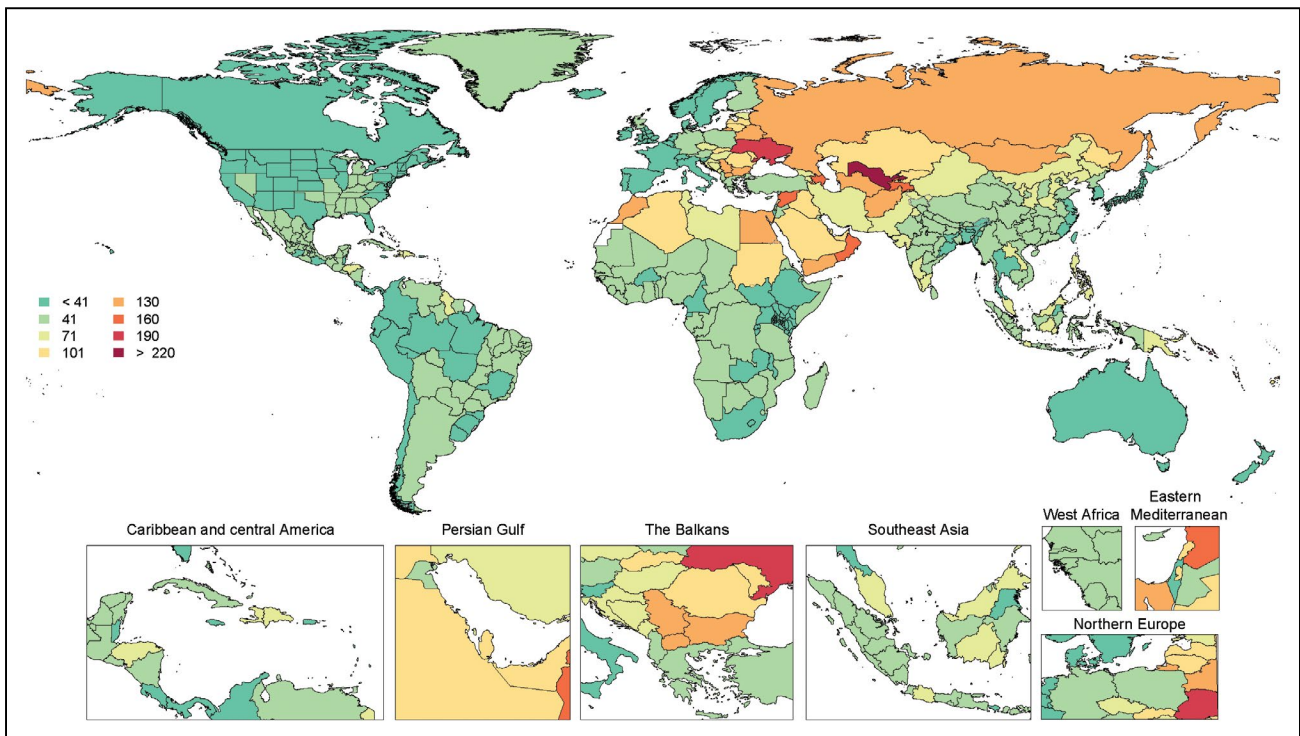 < 41
130
41
160
71
190
101
> 220
Caribbean and central America
Persian Gulf
The Balkans
Southeast Asia
West Africa
Eastern
Mediterranean
Northern Europe